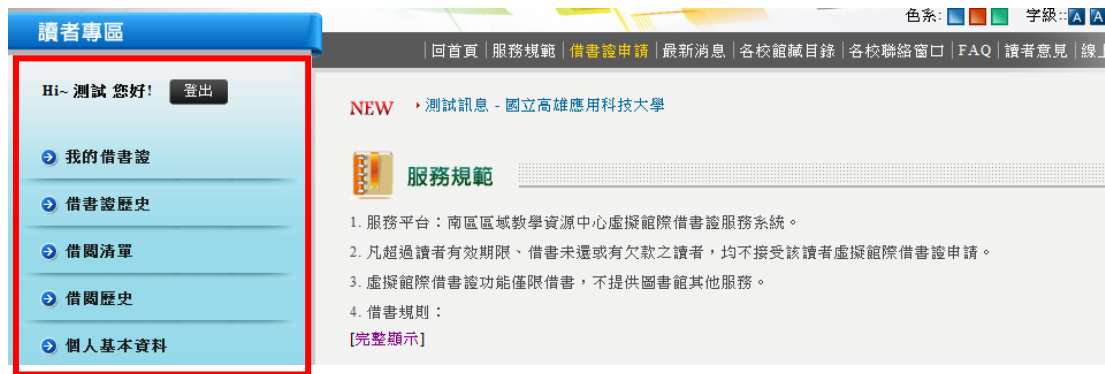 讀者專區
Hi~ 測試 您好! 登出
我的借書證
借書證歷史
借閱清單
借閱歷史
個人基本資料
色系: 字級::A A
|回首頁|服務規範|借書證申請|最新消息|各校館藏目錄|各校聯絡窗口|FAQ|讀者意見|線上
NEW 測試訊息 - 國立高雄應用科技大學
服務規範
1. 服務平台：南區區域教學資源中心虛擬館際借書證服務系統。
2. 凡超過讀者有效期限、借書未還或有欠款之讀者，均不接受該讀者虛擬館際借書證申請。
3. 虛擬館際借書證功能僅限借書，不提供圖書館其他服務。
4. 借書規則：
[完整顯示]